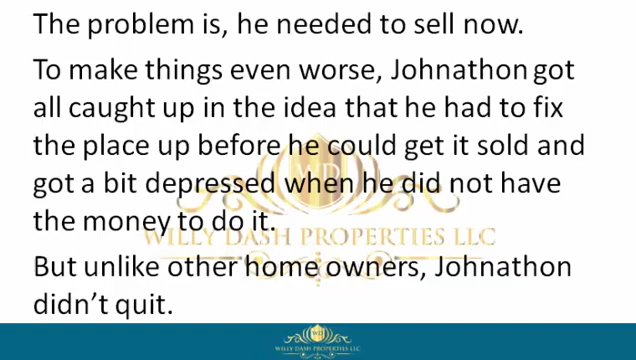 The problem is, he needed to sell now.
To make things even worse, Johnathon got
all caught up in the idea that he had to fix
the place up before he could get it sold and
got a bit depressed when he did not have
the money to do it.
WILLY DASH PROPERTIES LLC
But unlike other home owners, Johnathon
didn’t quit.
WILLY DASH PROPERTIES LLC